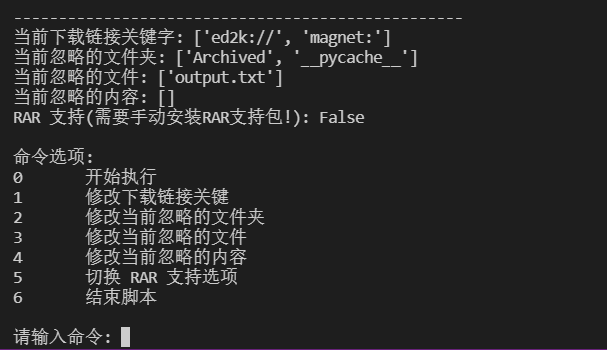 --------------------------------------------------
当前下载链接关键字: ['ed2k://', 'magnet:']
当前忽略的文件夹: ['Archived', '__pycache__']
当前忽略的文件: ['output.txt']
当前忽略的内容: []
RAR 支持(需要手动安装RAR支持包!): False
命令选项:
0 开始执行
1 修改下载链接关键
2 修改当前忽略的文件夹
3 修改当前忽略的文件
4 修改当前忽略的内容
5 切换 RAR 支持选项
6 结束脚本
请输入命令: